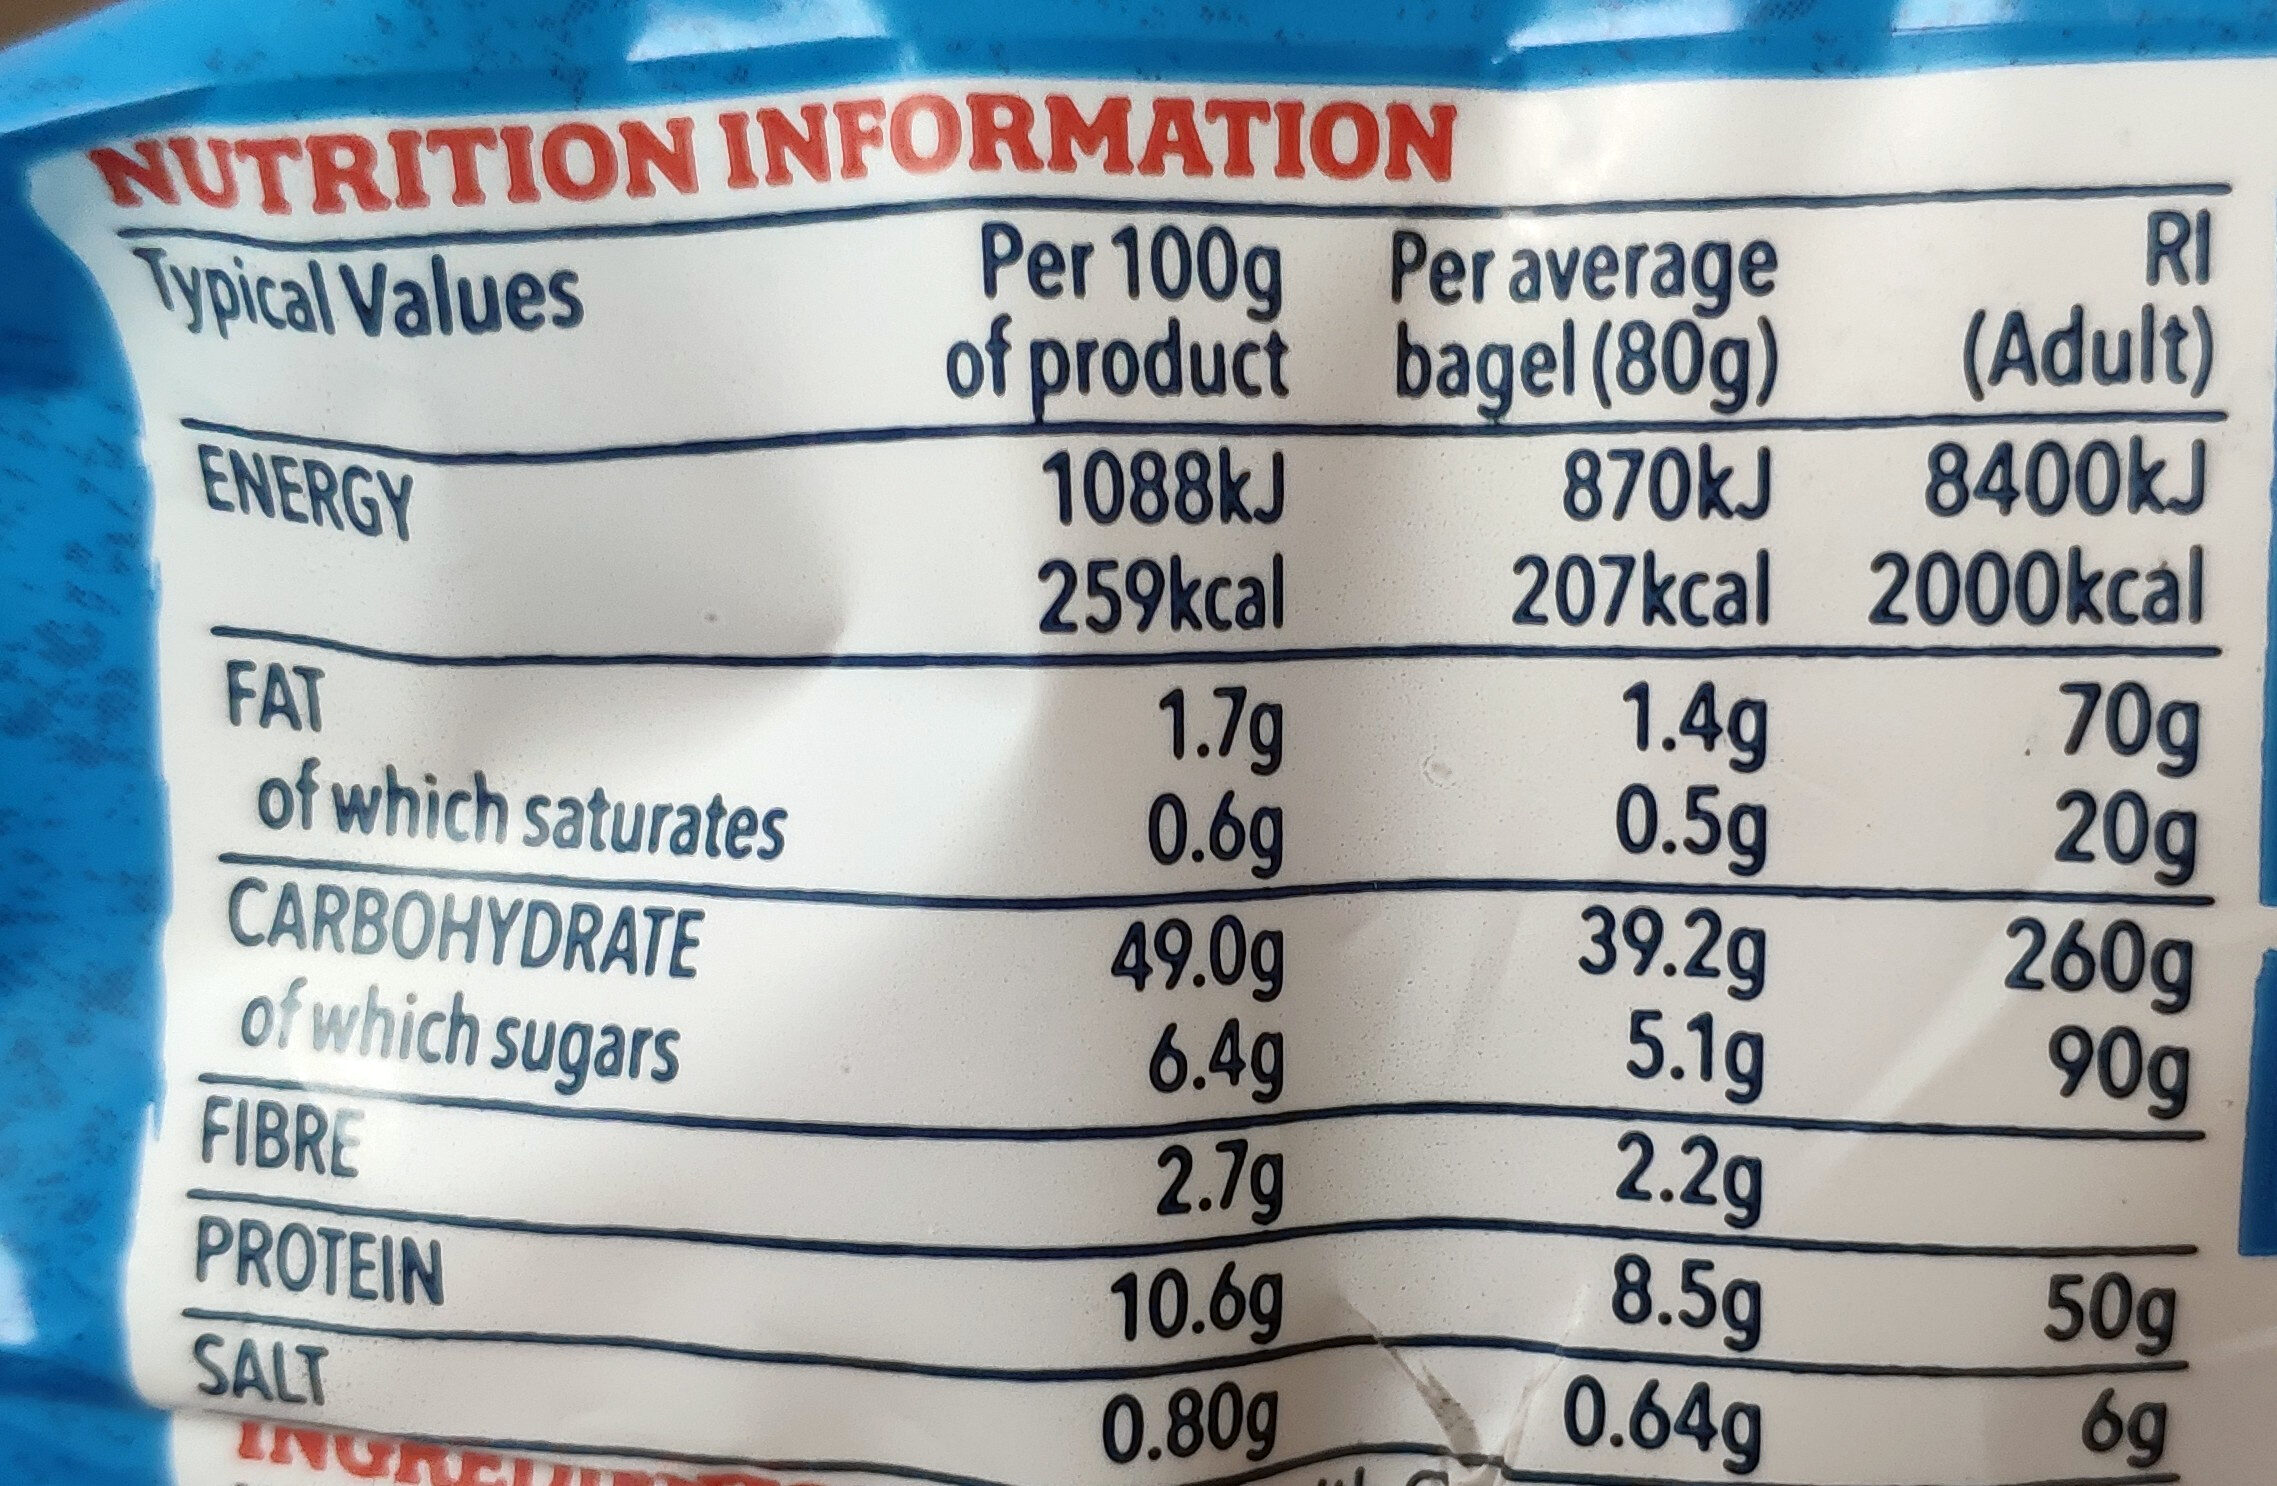 NUTRITION INFORMATION
Typical Values Per 100g of product Per average bagel (80g) RI (Adult)
ENERGY 1088kJ 870kJ 8400kJ
259kcal 207kcal 2000kcal
FAT 1.7g 1.4g 70g
of which saturates 0.6g 0.5g 20g
CARBOHYDRATE 49.0g 39.2g 260g
of which sugars 6.4g 5.1g 90g
FIBRE 2.7g 2.2g
PROTEIN 10.6g 8.5g 50g
SALT 0.80g 0.64g 6g